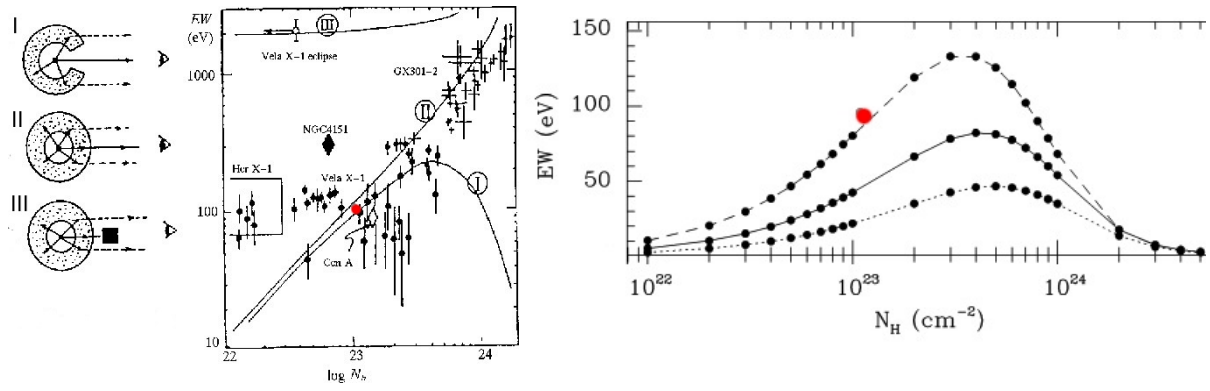 I
II
III
EW
(eV)
1000
100
10
III
Vela X-1 eclipse
GX301-2
II
NGC4151
Her X-1
Vela X-1
I
Cen A
22
23
24
log N_h
150
100
50
EW (eV)
10^22
10^23
10^24
N_H (cm^-2)